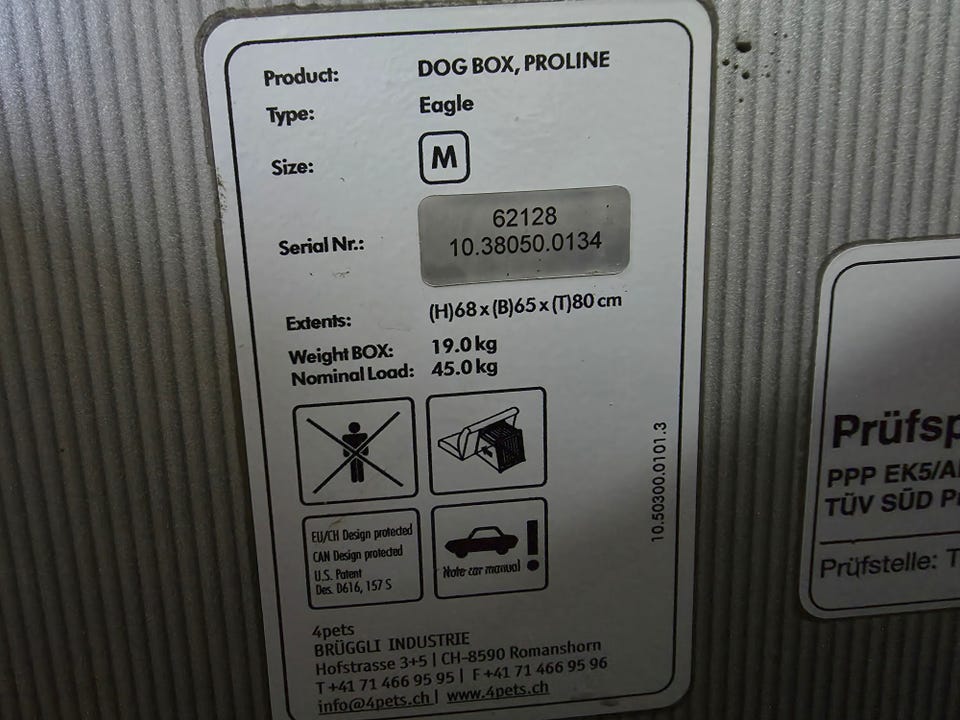 Product: DOG BOX, PROLINE
Type: Eagle
Size: M
Serial Nr.: 62128
10.38050.0134
Extents: (H)68 x (B)65 x (T)80 cm
Weight BOX: 19.0 kg
Nominal Load: 45.0 kg
EU/CH Design protected
CAN Design protected
U.S. Patent
Des. D616, 157 S
Note car manual
!
10.50300.0101.3
4pets
BRÜGGLI INDUSTRIE
Hofstrasse 3+5 | CH-8590 Romanshorn
T +41 71 466 95 95 | F +41 71 466 95 96
info@4pets.ch | www.4pets.ch
Prüfsp
PPP EK5/A
TÜV SÜD P
Prüfstelle: T